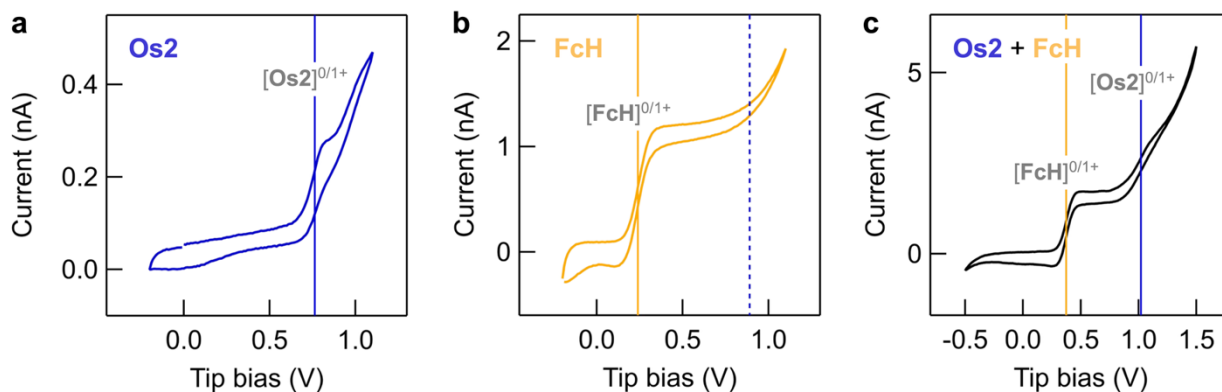 a
Os2
[Os2]0/1+
0.4
0.2
0.0
Current (nA)
0.0
0.5
1.0
Tip bias (V)
b
FcH
[FcH]0/1+
2
1
0
Current (nA)
0.0
0.5
1.0
Tip bias (V)
c
Os2 + FcH
[Os2]0/1+
[FcH]0/1+
5
0
Current (nA)
-0.5
0.0
0.5
1.0
1.5
Tip bias (V)